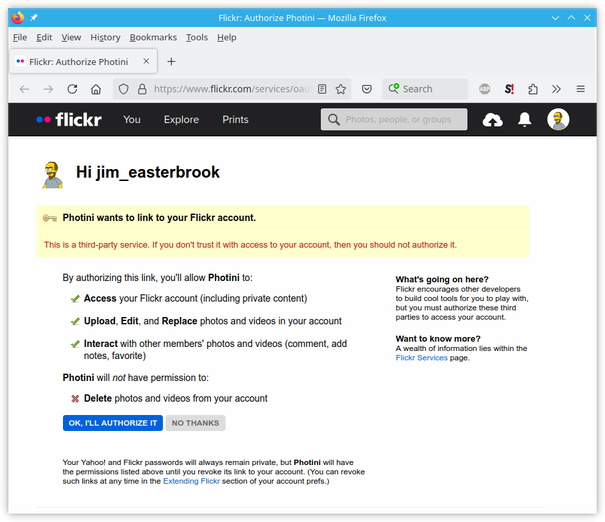 Flickr: Authorize Photini — Mozilla Firefox
File Edit View History Bookmarks Tools Help
Flickr: Authorize Photini
https://www.flickr.com/services/oau
Search
ABP
S!
flickr
You Explore Prints
Photos, people, or groups
Hi jim_easterbrook
Photini wants to link to your Flickr account.
This is a third-party service. If you don't trust it with access to your account, then you should not authorize it.
By authorizing this link, you'll allow Photini to:
Access your Flickr account (including private content)
Upload, Edit, and Replace photos and videos in your account
Interact with other members' photos and videos (comment, add
notes, favorite)
Photini will not have permission to:
Delete photos and videos from your account
OK, I'LL AUTHORIZE IT
NO THANKS
Your Yahoo! and Flickr passwords will always remain private, but Photini will have
the permissions listed above until you revoke its link to your account. (You can revoke
such links at any time in the Extending Flickr section of your account prefs.)
What's going on here?
Flickr encourages other developers
to build cool tools for you to play with,
but you must authorize these third
parties to access your account.
Want to know more?
A wealth of information lies within the
Flickr Services page.